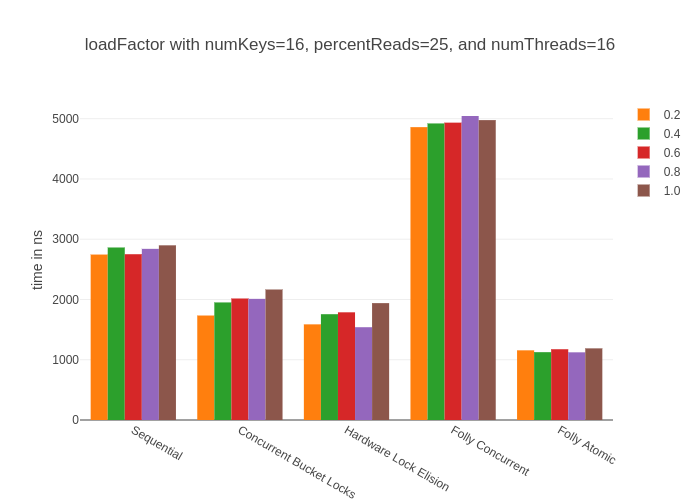 loadFactor with numKeys=16, percentReads=25, and numThreads=16
time in ns
5000
4000
3000
2000
1000
0
Sequential
Concurrent Bucket Locks
Hardware Lock Elision
Folly Concurrent
Folly Atomic
0.2
0.4
0.6
0.8
1.0